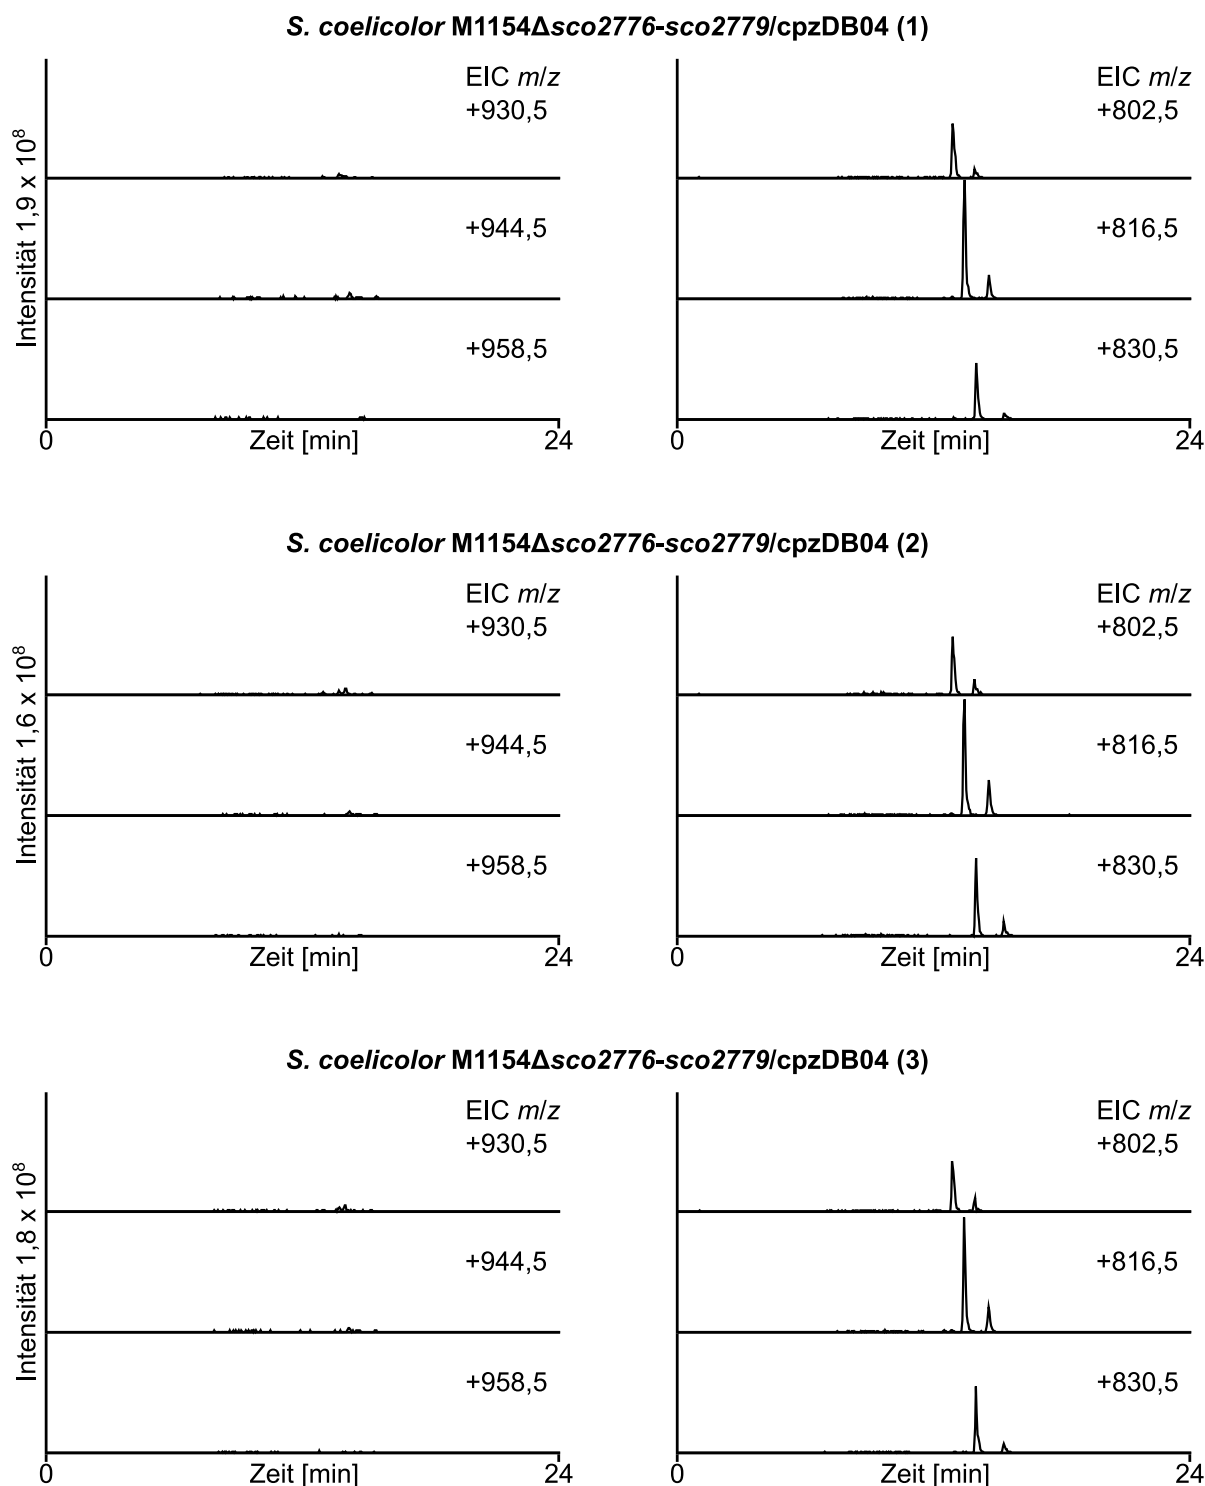 S. coelicolor M1154Δsco2776-sco2779/cpzDB04 (1)
Intensität 1,9 x 10⁸
EIC m/z
+930,5
+944,5
+958,5
0 Zeit [min] 24
EIC m/z
+802,5
+816,5
+830,5
0 Zeit [min] 24
S. coelicolor M1154Δsco2776-sco2779/cpzDB04 (2)
Intensität 1,6 x 10⁸
EIC m/z
+930,5
+944,5
+958,5
0 Zeit [min] 24
EIC m/z
+802,5
+816,5
+830,5
0 Zeit [min] 24
S. coelicolor M1154Δsco2776-sco2779/cpzDB04 (3)
Intensität 1,8 x 10⁸
EIC m/z
+930,5
+944,5
+958,5
0 Zeit [min] 24
EIC m/z
+802,5
+816,5
+830,5
0 Zeit [min] 24